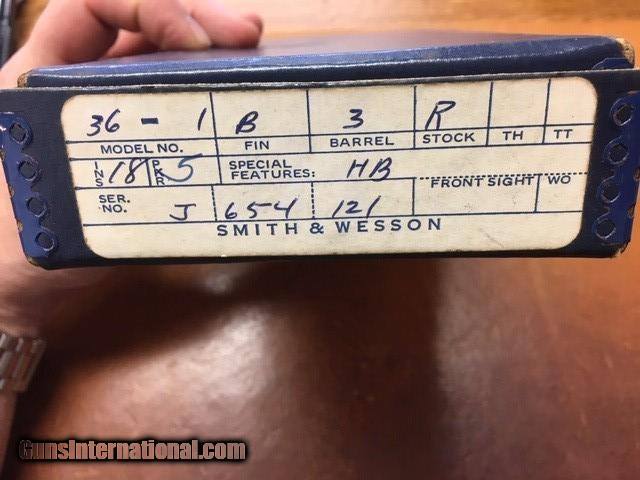 36 - 1 B 3 R
MODEL NO. FIN BARREL STOCK TH TT
INS 18 PKR 5 SPECIAL FEATURES: HB FRONT SIGHT WO
SER. NO. J 654 121
SMITH & WESSON
GunsInternational.com